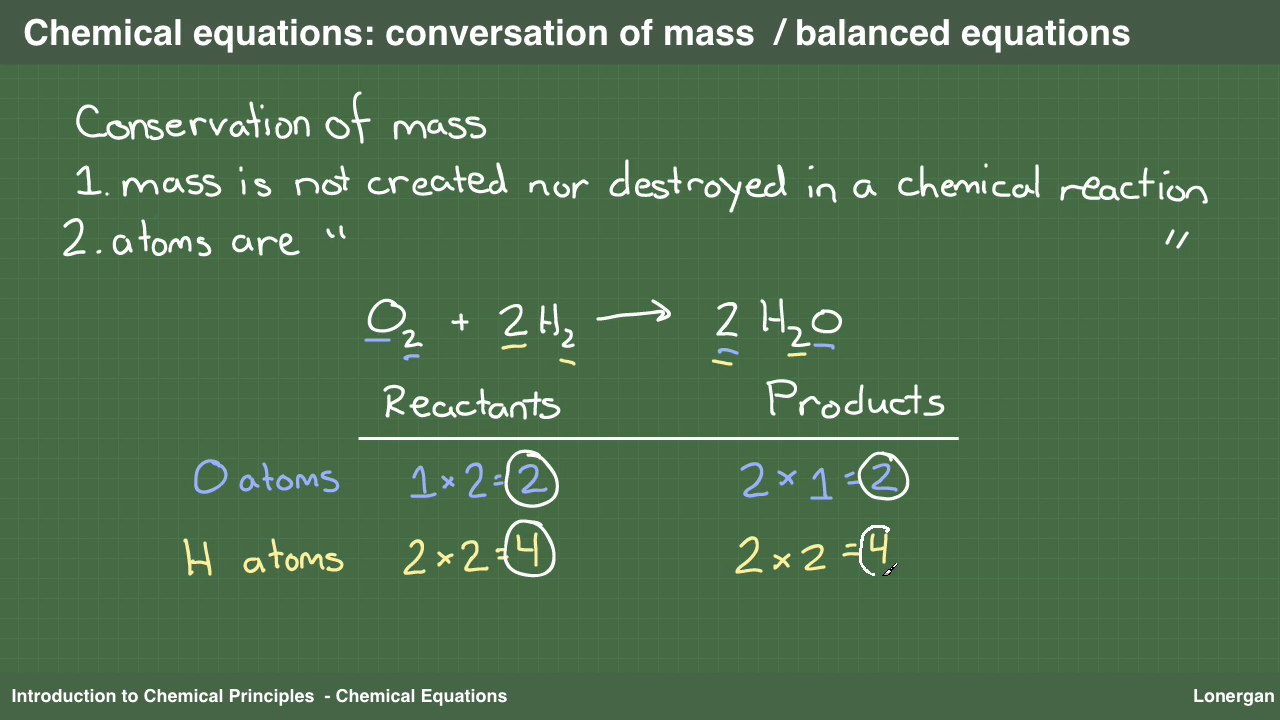 Chemical equations: conversation of mass / balanced equations
Conservation of mass
1. mass is not created nor destroyed in a chemical reaction
2. atoms are " "
O₂ + 2H₂ → 2 H₂O
Reactants Products
O atoms 1 × 2 = 2 2 × 1 = 2
H atoms 2 × 2 = 4 2 × 2 = 4
Introduction to Chemical Principles - Chemical Equations Lonergan